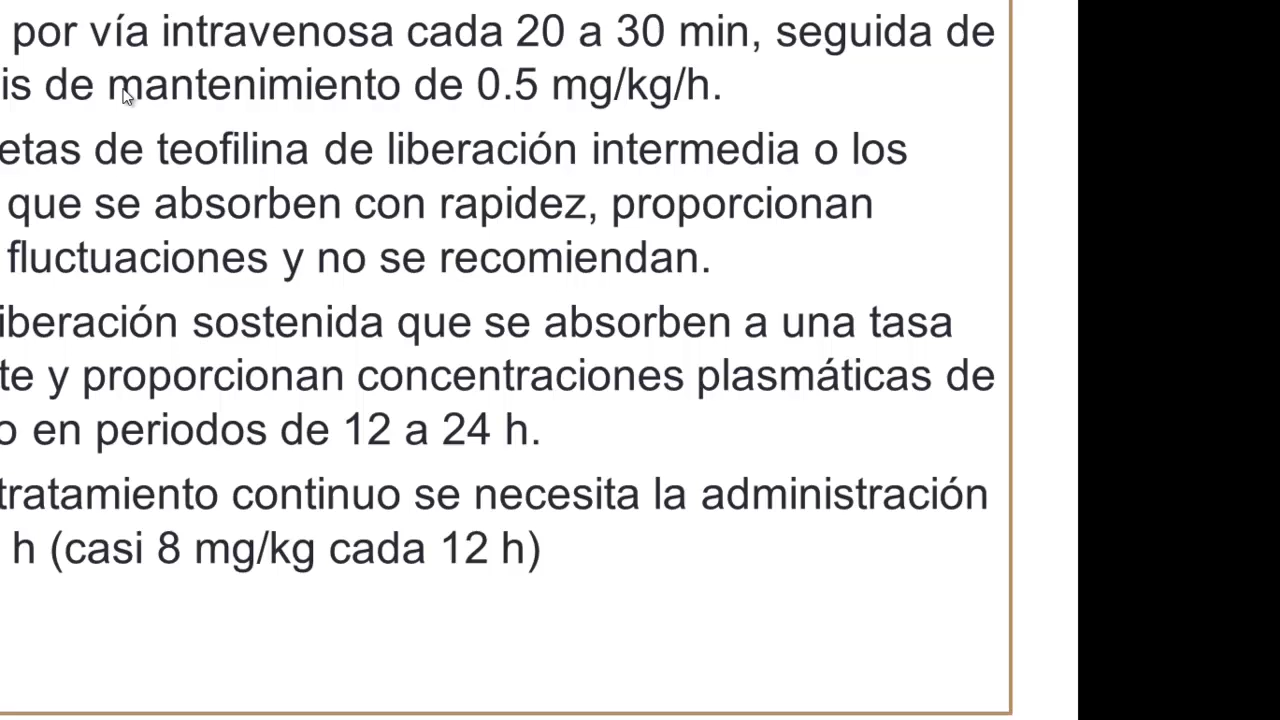 por vía intravenosa cada 20 a 30 min, seguida de
is de mantenimiento de 0.5 mg/kg/h.
etas de teofilina de liberación intermedia o los
que se absorben con rapidez, proporcionan
fluctuaciones y no se recomiendan.
iberación sostenida que se absorben a una tasa
te y proporcionan concentraciones plasmáticas de
o en periodos de 12 a 24 h.
tratamiento continuo se necesita la administración
h (casi 8 mg/kg cada 12 h)